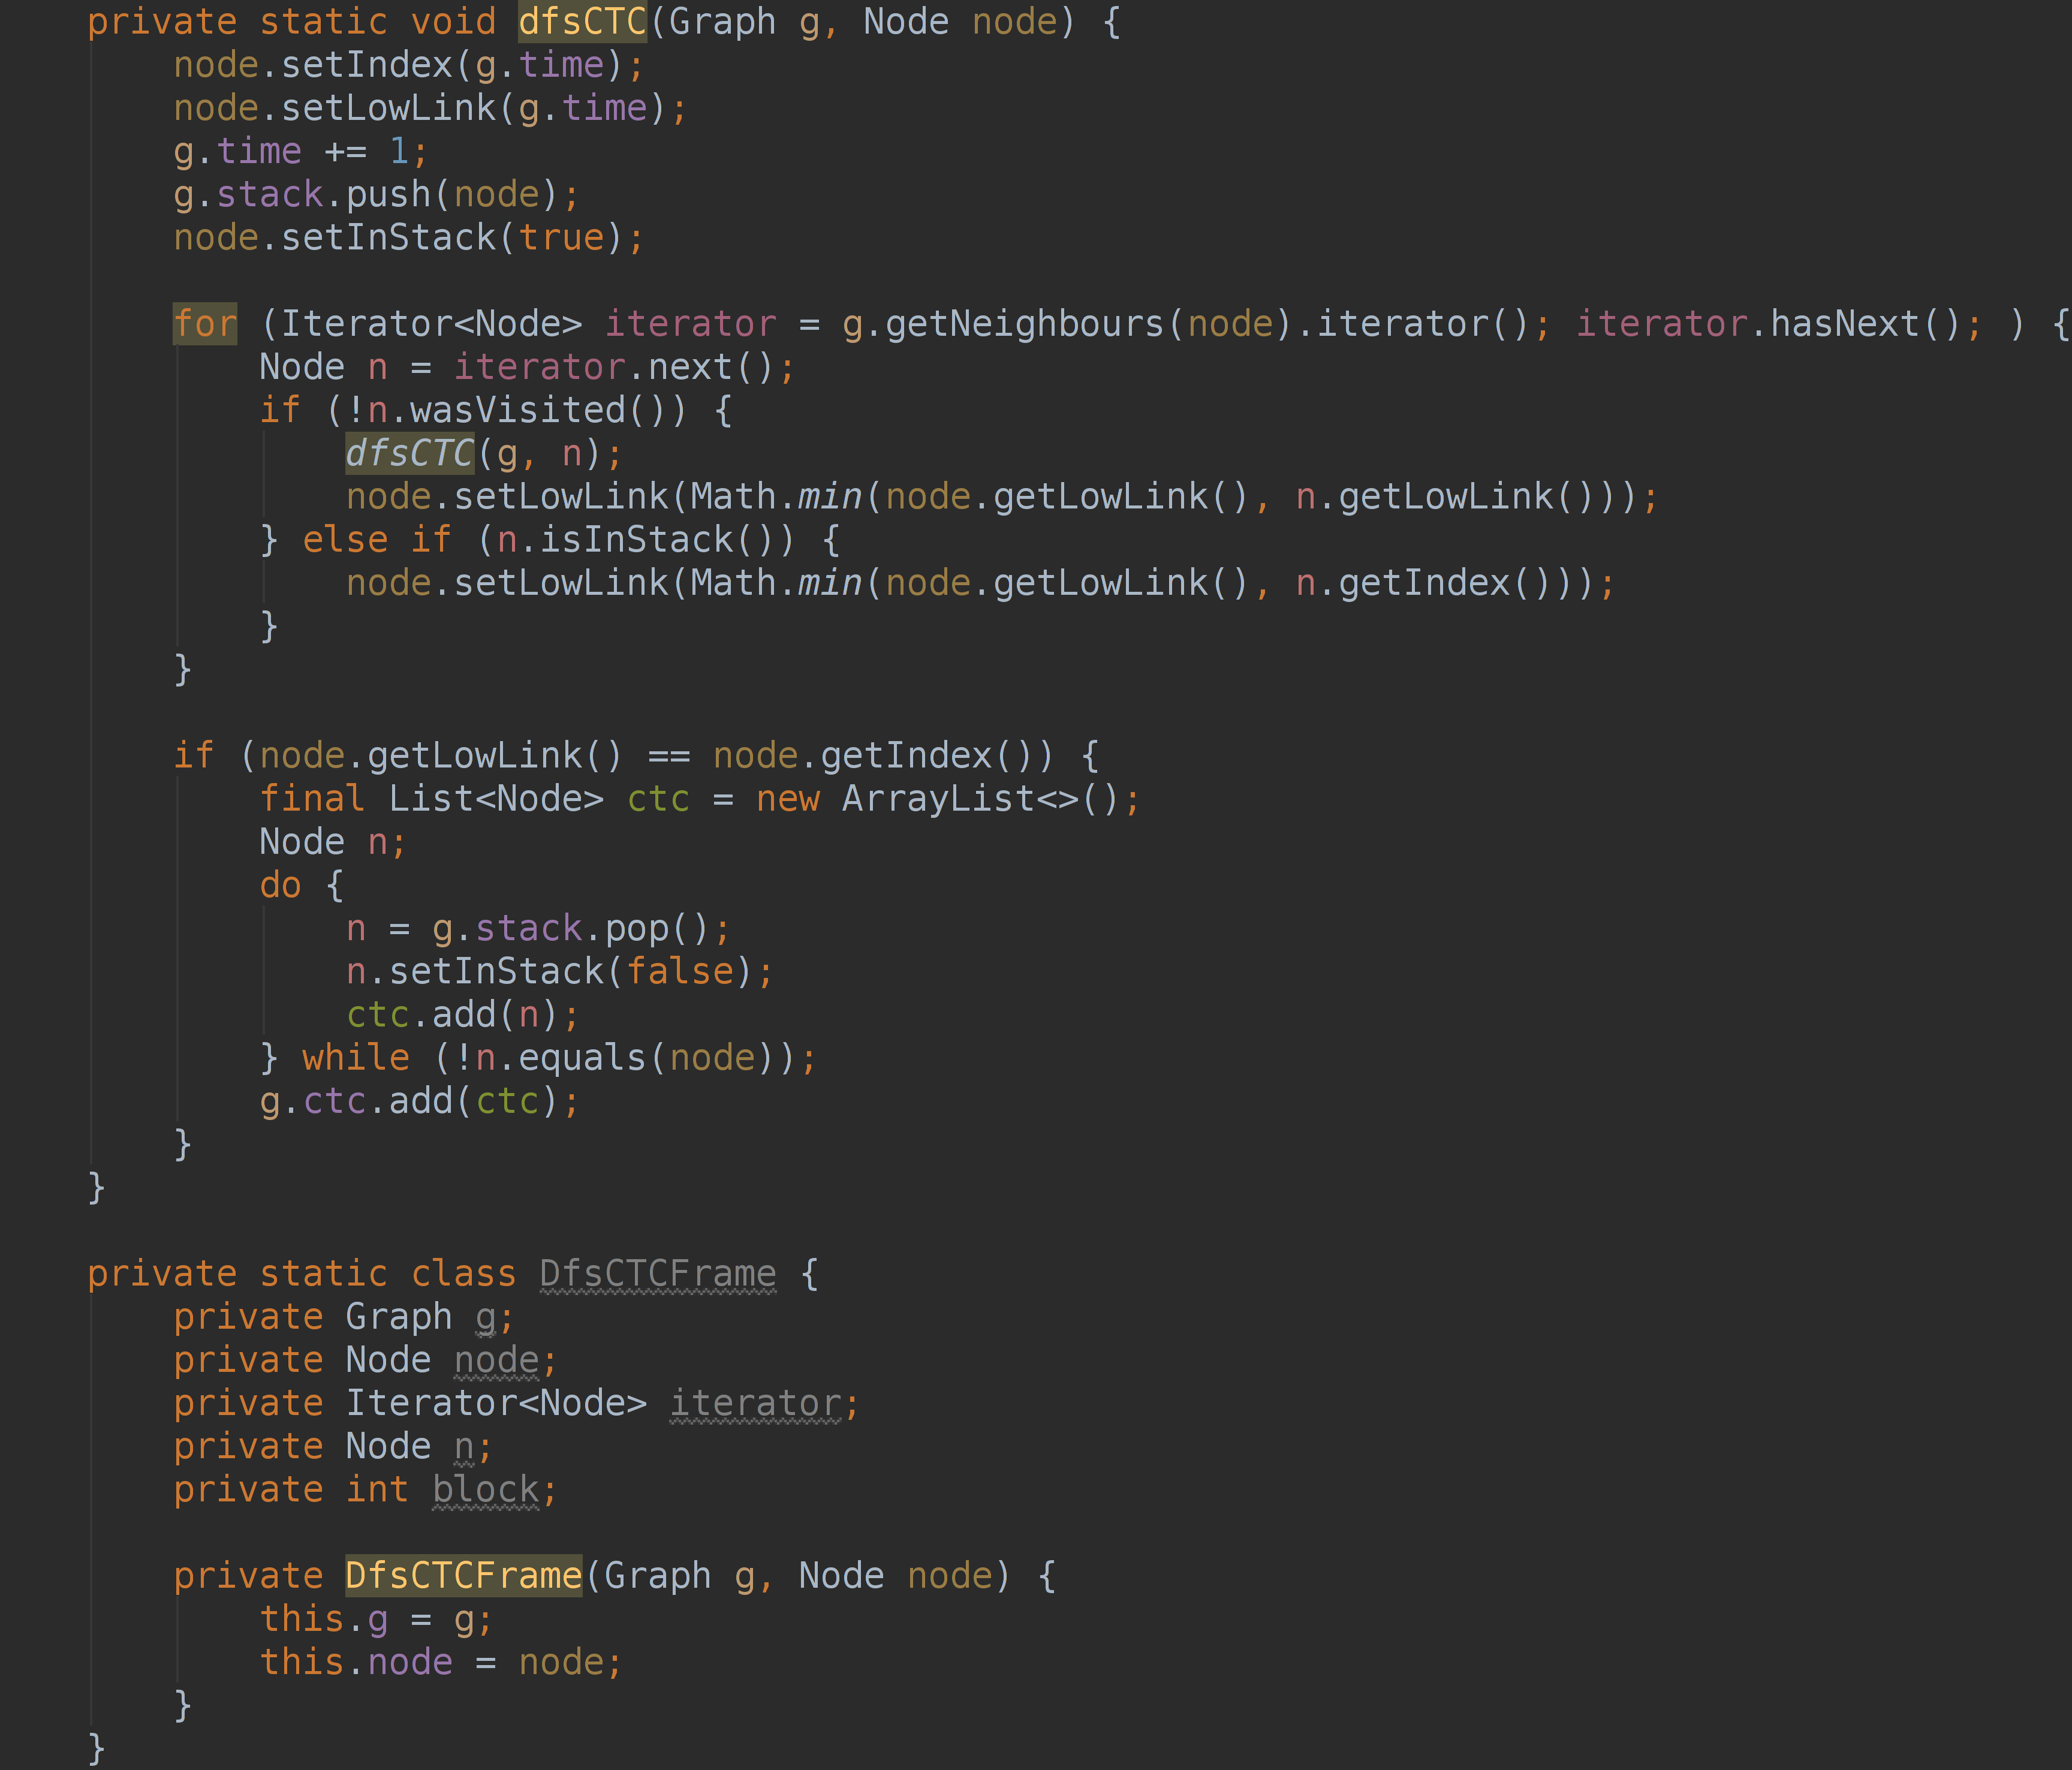 private static void dfsCTC(Graph g, Node node) {
    node.setIndex(g.time);
    node.setLowLink(g.time);
    g.time += 1;
    g.stack.push(node);
    node.setInStack(true);

    for (Iterator<Node> iterator = g.getNeighbours(node).iterator(); iterator.hasNext(); ) {
        Node n = iterator.next();
        if (!n.wasVisited()) {
            dfsCTC(g, n);
            node.setLowLink(Math.min(node.getLowLink(), n.getLowLink()));
        } else if (n.isInStack()) {
            node.setLowLink(Math.min(node.getLowLink(), n.getIndex()));
        }
    }

    if (node.getLowLink() == node.getIndex()) {
        final List<Node> ctc = new ArrayList<>();
        Node n;
        do {
            n = g.stack.pop();
            n.setInStack(false);
            ctc.add(n);
        } while (!n.equals(node));
        g.ctc.add(ctc);
    }
}

private static class DfsCTCFrame {
    private Graph g;
    private Node node;
    private Iterator<Node> iterator;
    private Node n;
    private int block;

    private DfsCTCFrame(Graph g, Node node) {
        this.g = g;
        this.node = node;
    }
}